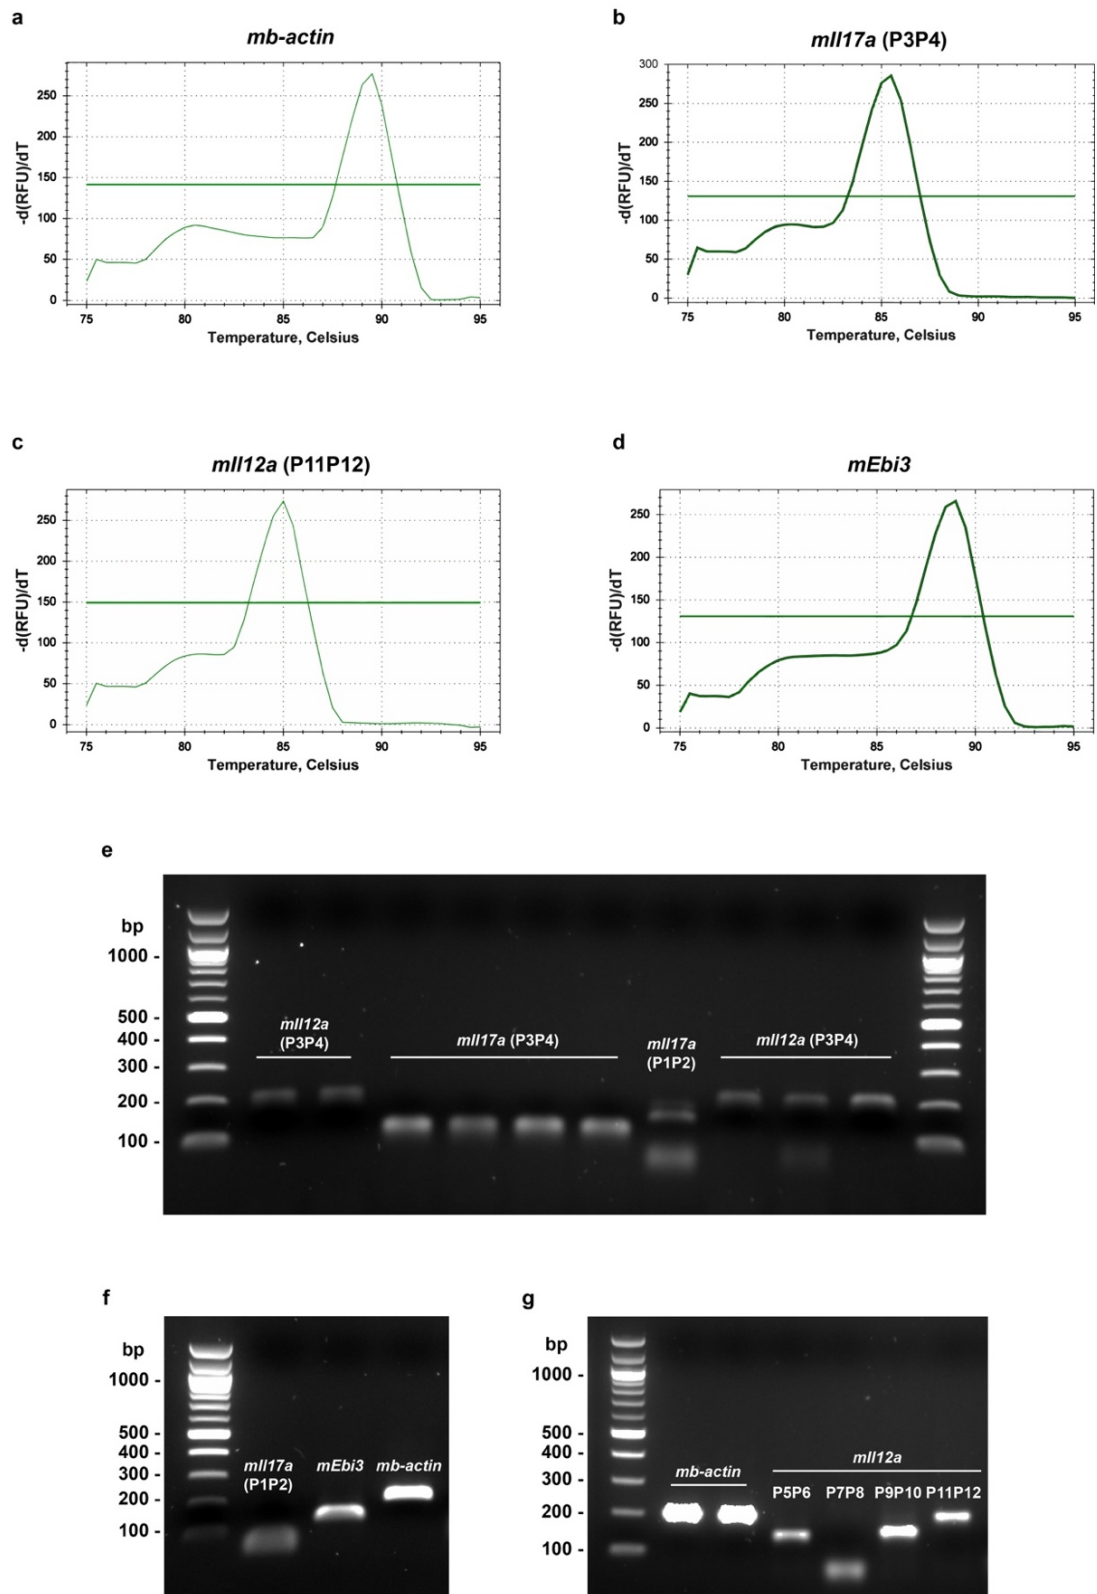 a
mb-actin
-d(RFU)/dT
250
200
150
100
50
0
75 80 85 90 95
Temperature, Celsius
b
mIl17a (P3P4)
-d(RFU)/dT
300
250
200
150
100
50
0
75 80 85 90 95
Temperature, Celsius
c
mIl12a (P11P12)
-d(RFU)/dT
250
200
150
100
50
0
75 80 85 90 95
Temperature, Celsius
d
mEbi3
-d(RFU)/dT
250
200
150
100
50
0
75 80 85 90 95
Temperature, Celsius
e
bp
1000 -
500 -
400 -
300 -
200 -
100 -
mIl12a
(P3P4)
mIl17a (P3P4)
mIl17a
(P1P2)
mIl12a (P3P4)
f
bp
1000 -
500 -
400 -
300 -
200 -
100 -
mIl17a
(P1P2)
mEbi3
mb-actin
g
bp
1000 -
500 -
400 -
300 -
200 -
100 -
mb-actin
mIl12a
P5P6 P7P8 P9P10 P11P12